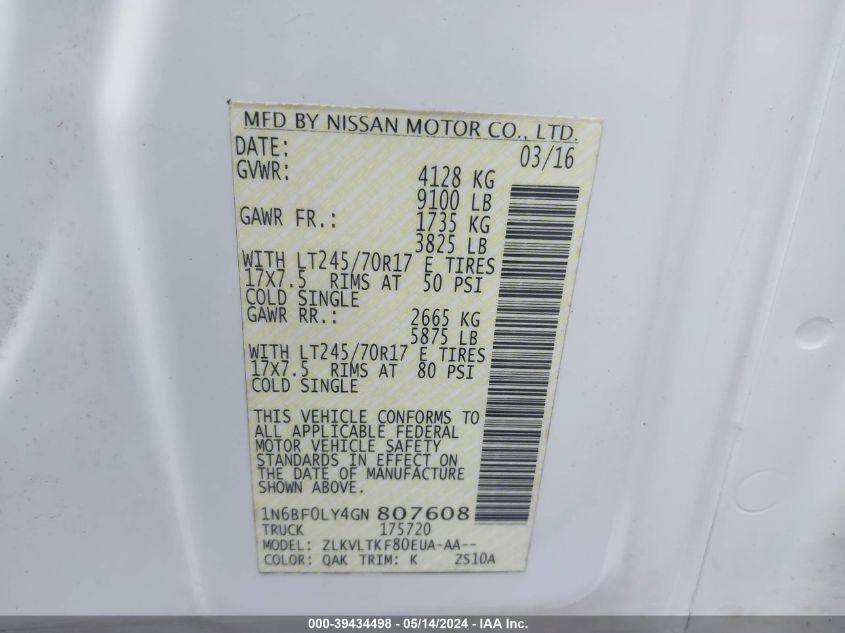 MFD BY NISSAN MOTOR CO., LTD.
DATE: 03/16
GVWR: 4128 KG
9100 LB
GAWR FR.: 1735 KG
3825 LB
WITH LT245/70R17 E TIRES
17X7.5 RIMS AT 50 PSI
COLD SINGLE
GAWR RR.: 2665 KG
5875 LB
WITH LT245/70R17 E TIRES
17X7.5 RIMS AT 80 PSI
COLD SINGLE
THIS VEHICLE CONFORMS TO
ALL APPLICABLE FEDERAL
MOTOR VEHICLE SAFETY
STANDARDS IN EFFECT ON
THE DATE OF MANUFACTURE
SHOWN ABOVE.
1N6BF0LY4GN 807608
TRUCK 175720
MODEL: ZLKVLTKF80EUA-AA--
COLOR: QAK TRIM: K ZS10A
000-39434498 - 05/14/2024 - IAA Inc.